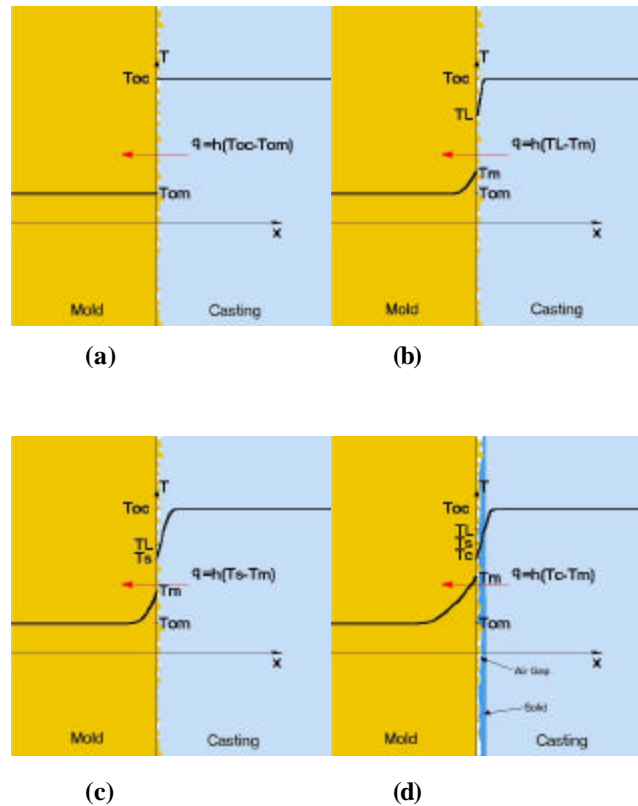 T
Toc
q=h(Toc-Tom)
Tom
x
Mold Casting
(a)
T
Toc
TL
q=h(TL-Tm)
Tm
Tom
x
Mold Casting
(b)
T
Toc
TL
Ts
q=h(Ts-Tm)
Tm
Tom
x
Mold Casting
(c)
T
Toc
TL
Ts
Tc
Tm q=h(Tc-Tm)
Tom
x
Air Gap
Solid
Mold Casting
(d)